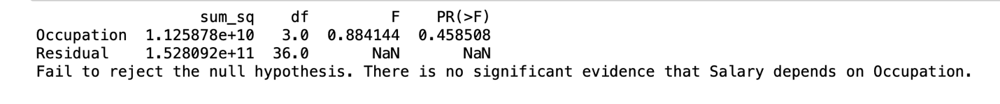 sum_sq df F PR(>F)
Occupation 1.125878e+10 3.0 0.884144 0.458508
Residual 1.528092e+11 36.0 NaN NaN
Fail to reject the null hypothesis. There is no significant evidence that Salary depends on Occupation.